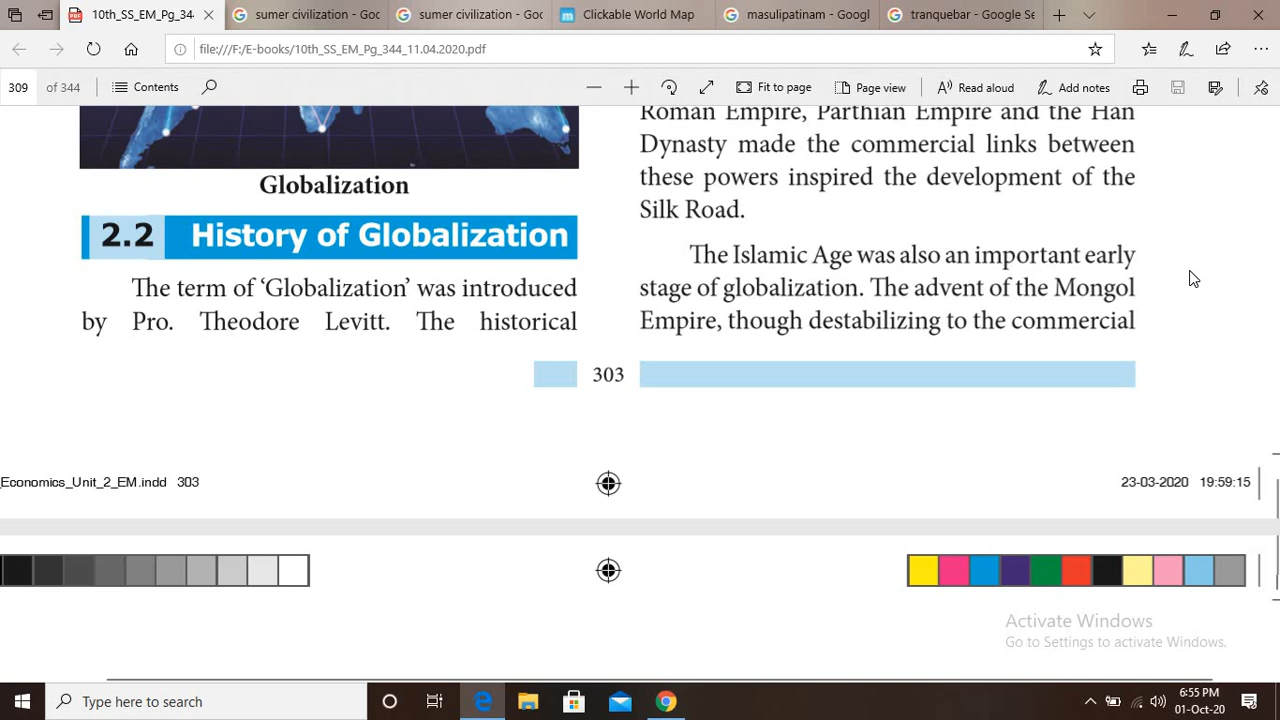 10th_SS_EM_Pg_34
sumer civilization - Goo
sumer civilization - Goo
Clickable World Map
masulipatinam - Googl
tranquebar - Google Se
file:///F:/E-books/10th_SS_EM_Pg_344_11.04.2020.pdf
309 of 344
Contents
Fit to page
Page view
Read aloud
Add notes
Globalization
2.2 History of Globalization
The term of ‘Globalization’ was introduced
by Pro. Theodore Levitt. The historical
Roman Empire, Parthian Empire and the Han
Dynasty made the commercial links between
these powers inspired the development of the
Silk Road.
The Islamic Age was also an important early
stage of globalization. The advent of the Mongol
Empire, though destabilizing to the commercial
303
_Economics_Unit_2_EM.indd 303
23-03-2020 19:59:15
Activate Windows
Go to Settings to activate Windows.
Type here to search
6:55 PM
01-Oct-20